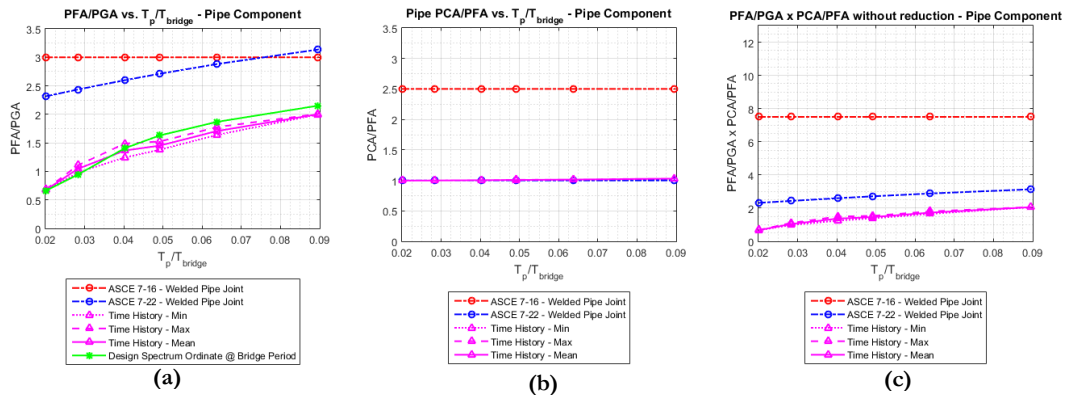 PFA/PGA vs. Tp/Tbridge - Pipe Component
3.5
3
2.5
2
1.5
1
0.5
0
PFA/PGA
0.02 0.03 0.04 0.05 0.06 0.07 0.08 0.09
Tp/Tbridge
ASCE 7-16 - Welded Pipe Joint
ASCE 7-22 - Welded Pipe Joint
Time History - Min
Time History - Max
Time History - Mean
Design Spectrum Ordinate @ Bridge Period
(a)
Pipe PCA/PFA vs. Tp/Tbridge - Pipe Component
3.5
3
2.5
2
1.5
1
0.5
0
PCA/PFA
0.02 0.03 0.04 0.05 0.06 0.07 0.08 0.09
Tp/Tbridge
ASCE 7-16 - Welded Pipe Joint
ASCE 7-22 - Welded Pipe Joint
Time History - Min
Time History - Max
Time History - Mean
(b)
PFA/PGA x PCA/PFA without reduction - Pipe Component
12
10
8
6
4
2
0
PFA/PGA x PCA/PFA
0.02 0.03 0.04 0.05 0.06 0.07 0.08 0.09
Tp/Tbridge
ASCE 7-16 - Welded Pipe Joint
ASCE 7-22 - Welded Pipe Joint
Time History - Min
Time History - Max
Time History - Mean
(c)